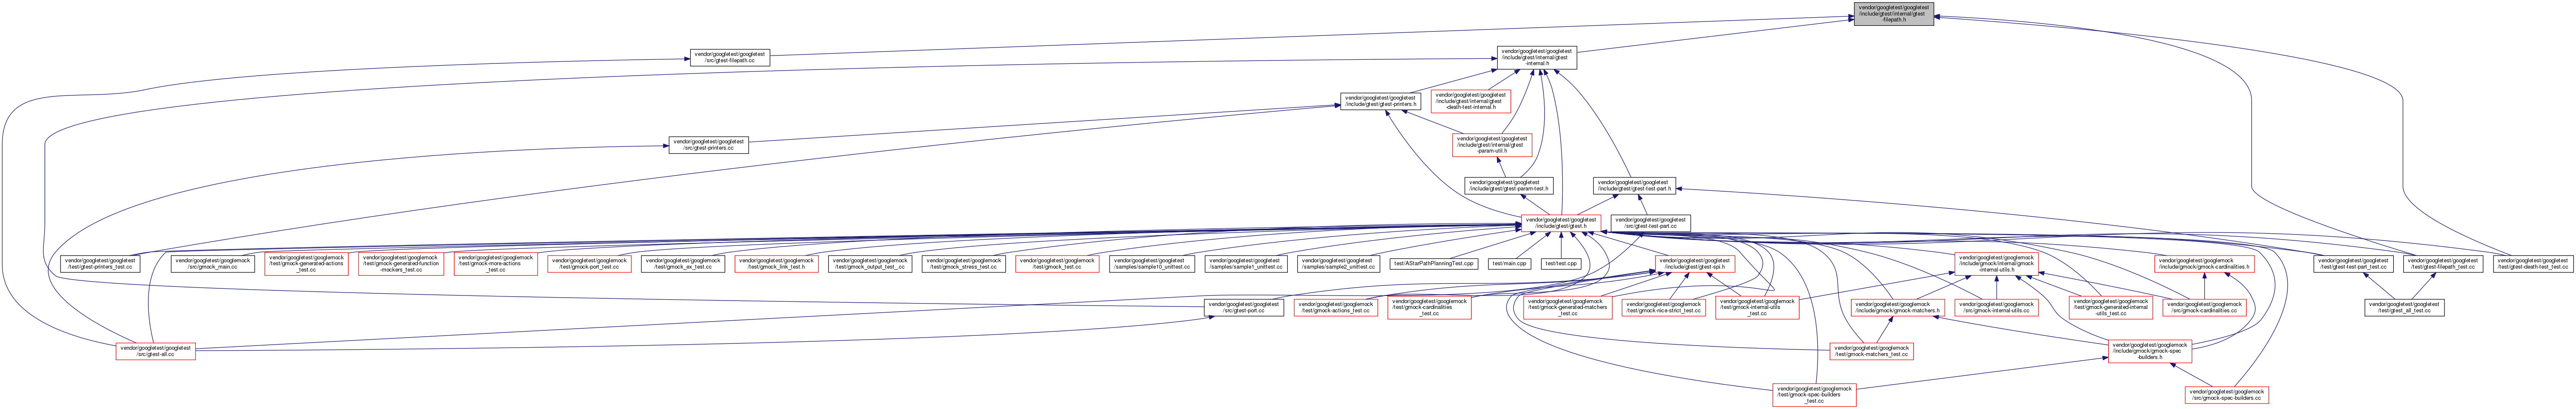 vendor/googletest/googletest
/include/gtest/internal/gtest
-filepath.h
vendor/googletest/googletest
/src/gtest-filepath.cc
vendor/googletest/googletest
/include/gtest/internal/gtest
-internal.h
vendor/googletest/googletest
/include/gtest/gtest-printers.h
vendor/googletest/googletest
/include/gtest/internal/gtest
-death-test-internal.h
vendor/googletest/googletest
/src/gtest-printers.cc
vendor/googletest/googletest
/include/gtest/internal/gtest
-param-util.h
vendor/googletest/googletest
/include/gtest/gtest-param-test.h
vendor/googletest/googletest
/include/gtest/gtest-test-part.h
vendor/googletest/googletest
/include/gtest/gtest.h
vendor/googletest/googletest
/src/gtest-test-part.cc
vendor/googletest/googletest
/test/gtest-printers_test.cc
vendor/googletest/googlemock
/src/gmock_main.cc
vendor/googletest/googlemock
/test/gmock-generated-actions
_test.cc
vendor/googletest/googlemock
/test/gmock-generated-function
-mockers_test.cc
vendor/googletest/googlemock
/test/gmock-more-actions
_test.cc
vendor/googletest/googlemock
/test/gmock-port_test.cc
vendor/googletest/googlemock
/test/gmock_ex_test.cc
vendor/googletest/googlemock
/test/gmock_link_test.h
vendor/googletest/googlemock
/test/gmock_output_test_.cc
vendor/googletest/googlemock
/test/gmock_stress_test.cc
vendor/googletest/googlemock
/test/gmock_test.cc
vendor/googletest/googletest
/samples/sample10_unittest.cc
vendor/googletest/googletest
/samples/sample1_unittest.cc
vendor/googletest/googletest
/samples/sample2_unittest.cc
test/AStarPathPlanningTest.cpp
test/main.cpp
test/test.cpp
vendor/googletest/googletest
/include/gtest/gtest-spi.h
vendor/googletest/googlemock
/include/gmock/internal/gmock
-internal-utils.h
vendor/googletest/googlemock
/include/gmock/gmock-cardinalities.h
vendor/googletest/googletest
/test/gtest-test-part_test.cc
vendor/googletest/googletest
/test/gtest-filepath_test.cc
vendor/googletest/googletest
/test/gtest-death-test_test.cc
vendor/googletest/googletest
/src/gtest-port.cc
vendor/googletest/googlemock
/test/gmock-actions_test.cc
vendor/googletest/googlemock
/test/gmock-cardinalities
_test.cc
vendor/googletest/googlemock
/test/gmock-generated-matchers
_test.cc
vendor/googletest/googlemock
/test/gmock-nice-strict_test.cc
vendor/googletest/googlemock
/test/gmock-internal-utils
_test.cc
vendor/googletest/googlemock
/include/gmock/gmock-matchers.h
vendor/googletest/googlemock
/src/gmock-internal-utils.cc
vendor/googletest/googlemock
/test/gmock-generated-internal
-utils_test.cc
vendor/googletest/googlemock
/src/gmock-cardinalities.cc
vendor/googletest/googletest
/test/gtest_all_test.cc
vendor/googletest/googletest
/src/gtest-all.cc
vendor/googletest/googlemock
/test/gmock-matchers_test.cc
vendor/googletest/googlemock
/include/gmock/gmock-spec
-builders.h
vendor/googletest/googlemock
/test/gmock-spec-builders
_test.cc
vendor/googletest/googlemock
/src/gmock-spec-builders.cc